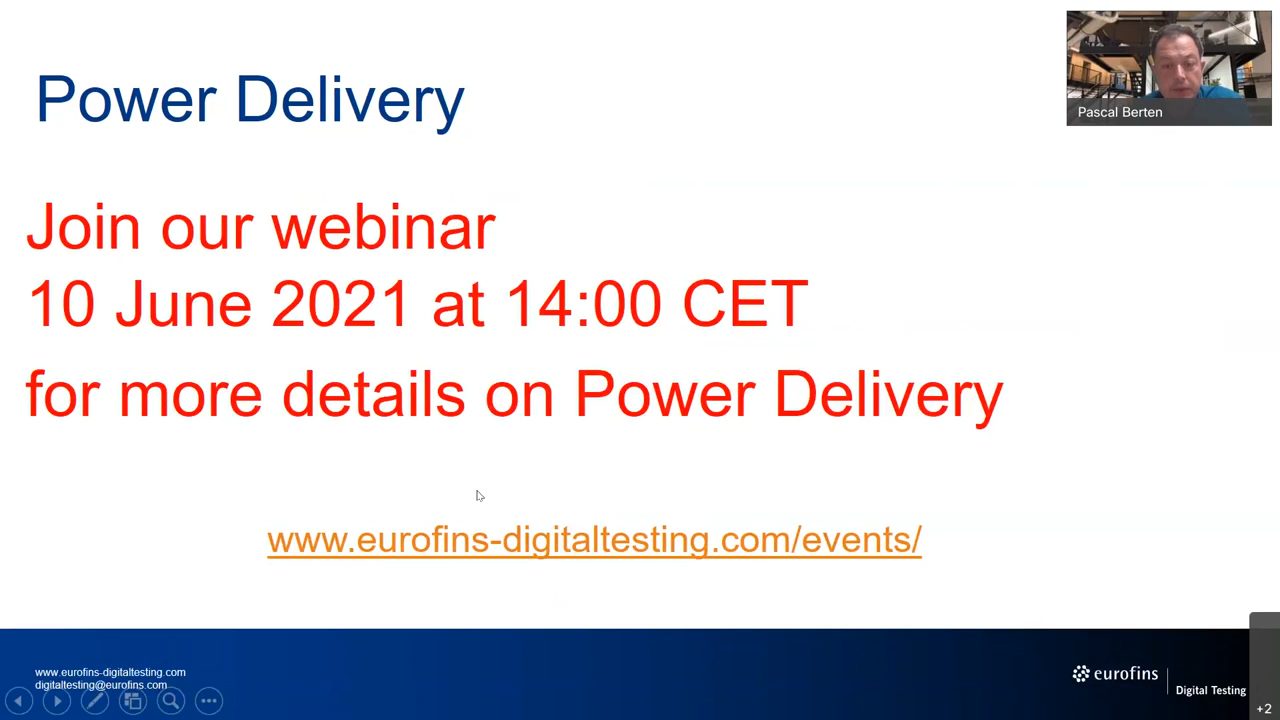 Power Delivery
Pascal Berten
Join our webinar
10 June 2021 at 14:00 CET
for more details on Power Delivery
www.eurofins-digitaltesting.com/events/
www.eurofins-digitaltesting.com
digitaltesting@eurofins.com
eurofins
Digital Testing
+2